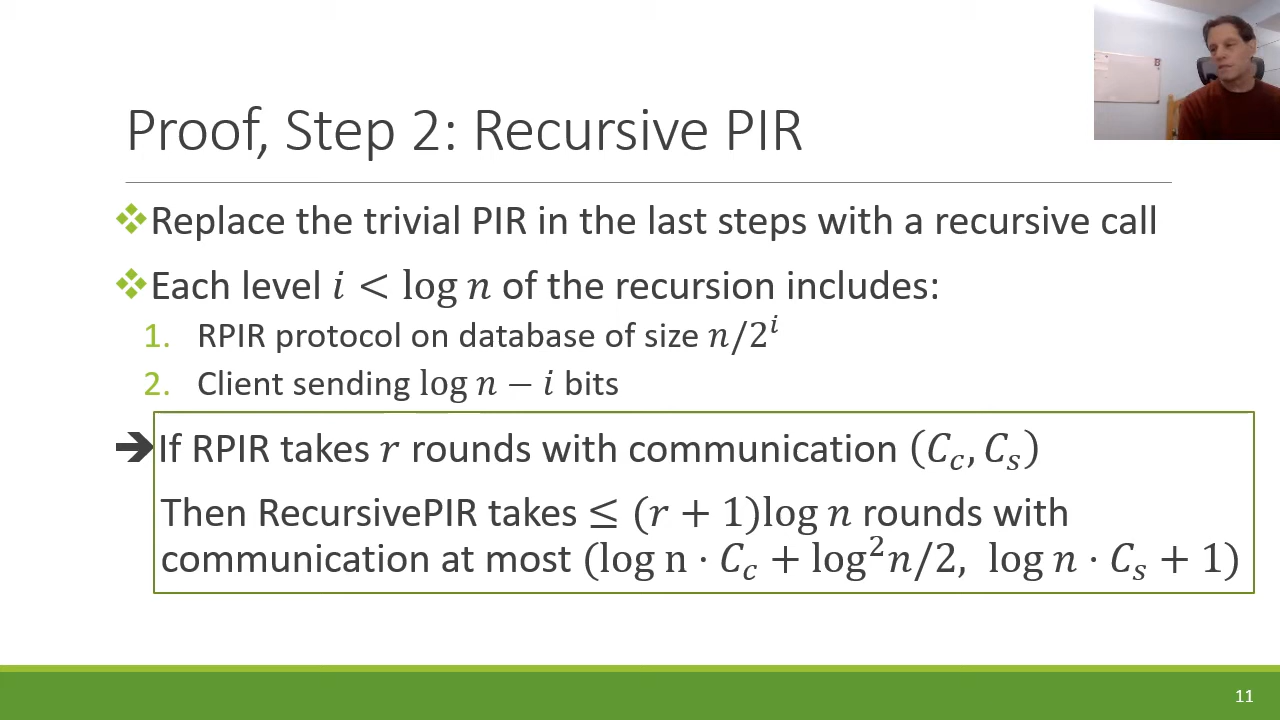 Proof, Step 2: Recursive PIR
❖Replace the trivial PIR in the last steps with a recursive call
❖Each level 𝑖 < log 𝑛 of the recursion includes:
1. RPIR protocol on database of size 𝑛/2ⁱ
2. Client sending log 𝑛 − 𝑖 bits
➔If RPIR takes 𝑟 rounds with communication (𝐶_𝑐, 𝐶_𝑠)
Then RecursivePIR takes ≤ (𝑟 + 1)log 𝑛 rounds with
communication at most (log n · 𝐶_𝑐 + log²𝑛/2, log 𝑛 · 𝐶_𝑠 + 1)
11